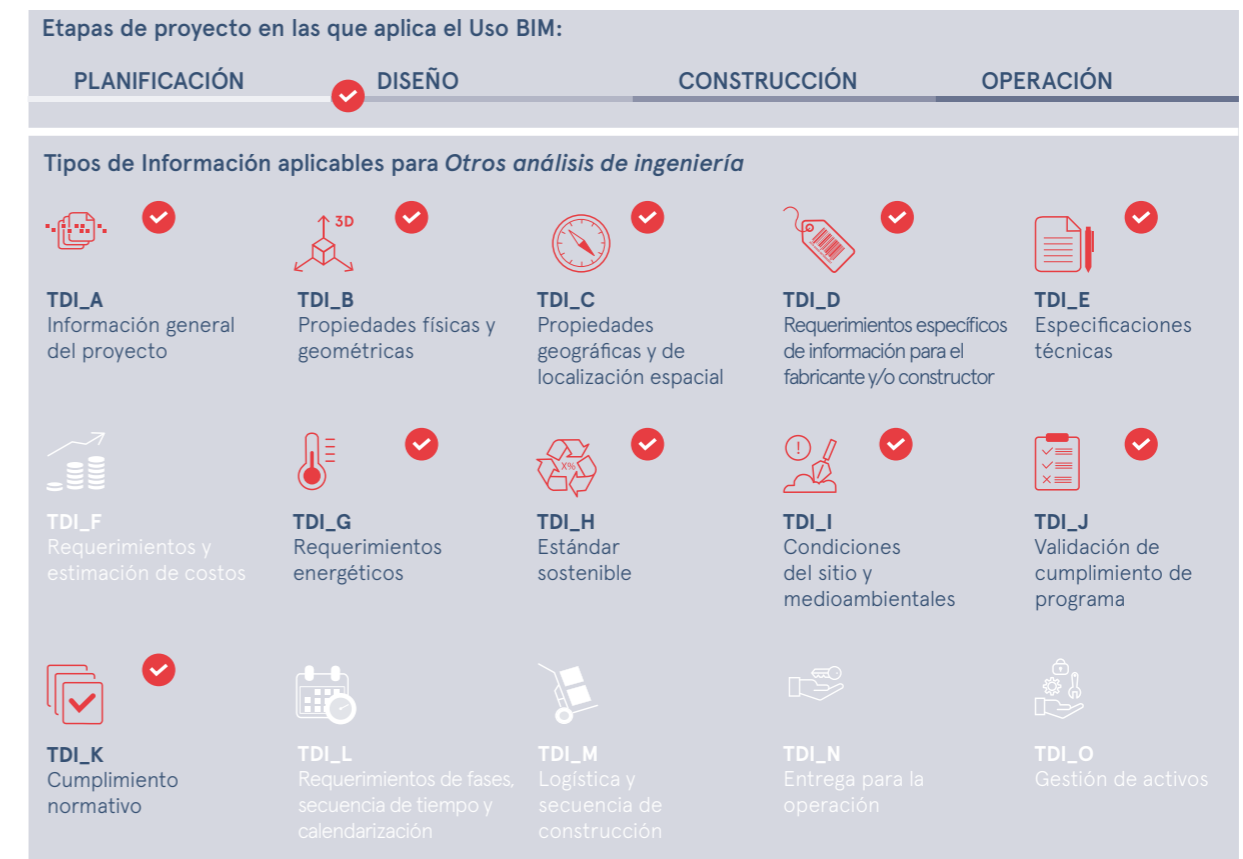 Etapas de proyecto en las que aplica el Uso BIM:
PLANIFICACIÓN DISEÑO CONSTRUCCIÓN OPERACIÓN
Tipos de Información aplicables para Otros análisis de ingeniería
3D
TDI_A
Información general
del proyecto
TDI_B
Propiedades físicas y
geométricas
TDI_C
Propiedades
geográficas y de
localización espacial
TDI_D
Requerimientos específicos
de información para el
fabricante y/o constructor
TDI_E
Especificaciones
técnicas
X%
TDI_F
Requerimientos y
estimación de costos
TDI_G
Requerimientos
energéticos
TDI_H
Estándar
sostenible
TDI_I
Condiciones
del sitio y
medioambientales
TDI_J
Validación de
cumplimiento de
programa
TDI_K
Cumplimiento
normativo
TDI_L
Requerimientos de fases,
secuencia de tiempo y
calendarización
TDI_M
Logística y
secuencia de
construcción
TDI_N
Entrega para la
operación
TDI_O
Gestión de activos